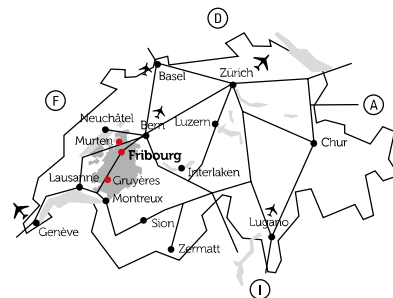 D
Basel
Zürich
F
Neuchâtel
A
Bern
Luzern
Murten
Fribourg
Chur
Lausanne
Gruyères
Interlaken
Montreux
Genève
Sion
Lugano
Zermatt
I